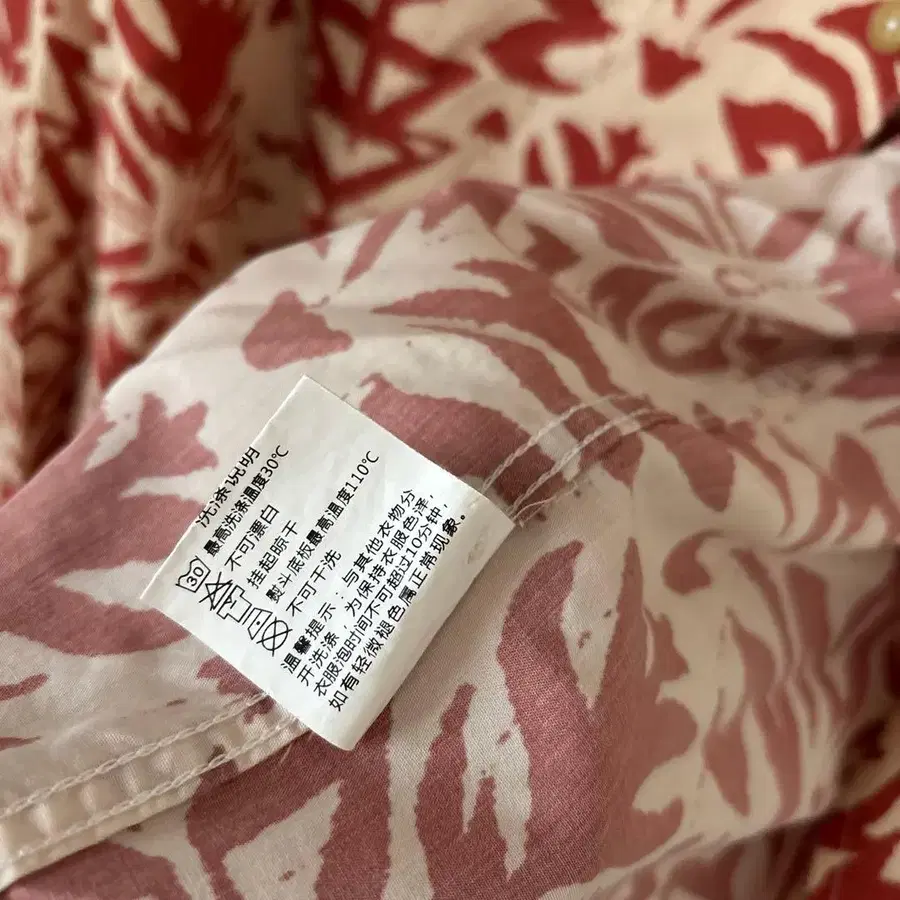 洗涤说明
30 最高洗涤温度30℃
不可漂白
挂起晾干
熨斗底板最高温度110℃
不可干洗
温馨提示：与其他衣物分
开洗涤，为保持衣服色泽，
衣服泡时间不可超过10分钟，
如有轻微褪色属正常现象。